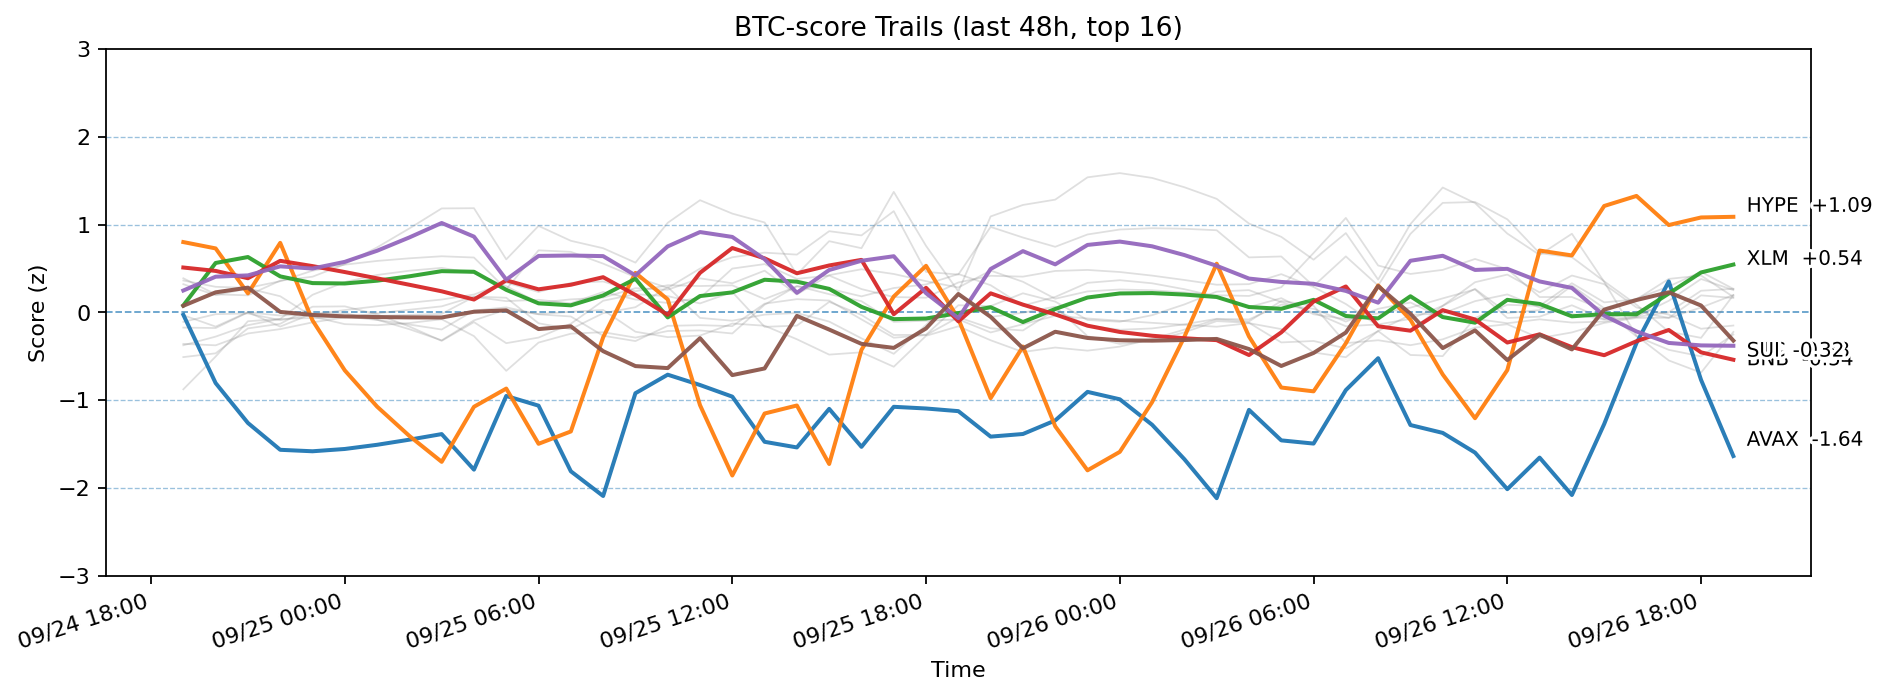 BTC-score Trails (last 48h, top 16)
Score (z)
3
2
1
0
−1
−2
−3
HYPE +1.09
XLM +0.54
SUI -0.32
BNB -0.54
AVAX -1.64
09/24 18:00
09/25 00:00
09/25 06:00
09/25 12:00
09/25 18:00
09/26 00:00
09/26 06:00
09/26 12:00
09/26 18:00
Time